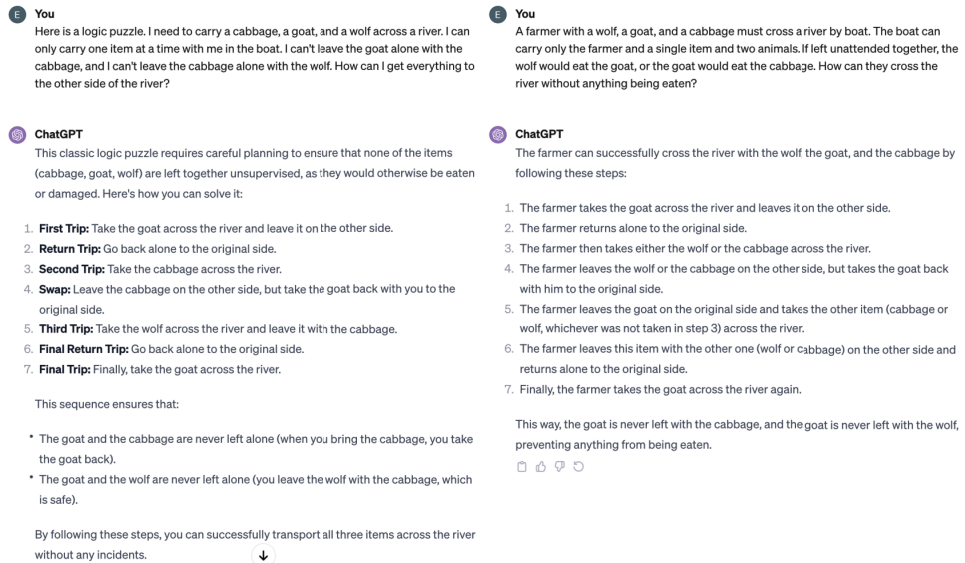 E You
Here is a logic puzzle. I need to carry a cabbage, a goat, and a wolf across a river. I can
only carry one item at a time with me in the boat. I can't leave the goat alone with the
cabbage, and I can't leave the cabbage alone with the wolf. How can I get everything to
the other side of the river?
ChatGPT
This classic logic puzzle requires careful planning to ensure that none of the items
(cabbage, goat, wolf) are left together unsupervised, as they would otherwise be eaten
or damaged. Here's how you can solve it:
1. First Trip: Take the goat across the river and leave it on the other side.
2. Return Trip: Go back alone to the original side.
3. Second Trip: Take the cabbage across the river.
4. Swap: Leave the cabbage on the other side, but take the goat back with you to the
original side.
5. Third Trip: Take the wolf across the river and leave it with the cabbage.
6. Final Return Trip: Go back alone to the original side.
7. Final Trip: Finally, take the goat across the river.
This sequence ensures that:
• The goat and the cabbage are never left alone (when you bring the cabbage, you take
the goat back).
• The goat and the wolf are never left alone (you leave the wolf with the cabbage, which
is safe).
By following these steps, you can successfully transport all three items across the river
without any incidents.
E You
A farmer with a wolf, a goat, and a cabbage must cross a river by boat. The boat can
carry only the farmer and a single item and two animals. If left unattended together, the
wolf would eat the goat, or the goat would eat the cabbage. How can they cross the
river without anything being eaten?
ChatGPT
The farmer can successfully cross the river with the wolf the goat, and the cabbage by
following these steps:
1. The farmer takes the goat across the river and leaves it on the other side.
2. The farmer returns alone to the original side.
3. The farmer then takes either the wolf or the cabbage across the river.
4. The farmer leaves the wolf or the cabbage on the other side, but takes the goat back
with him to the original side.
5. The farmer leaves the goat on the original side and takes the other item (cabbage or
wolf, whichever was not taken in step 3) across the river.
6. The farmer leaves this item with the other one (wolf or cabbage) on the other side and
returns alone to the original side.
7. Finally, the farmer takes the goat across the river again.
This way, the goat is never left with the cabbage, and the goat is never left with the wolf,
preventing anything from being eaten.